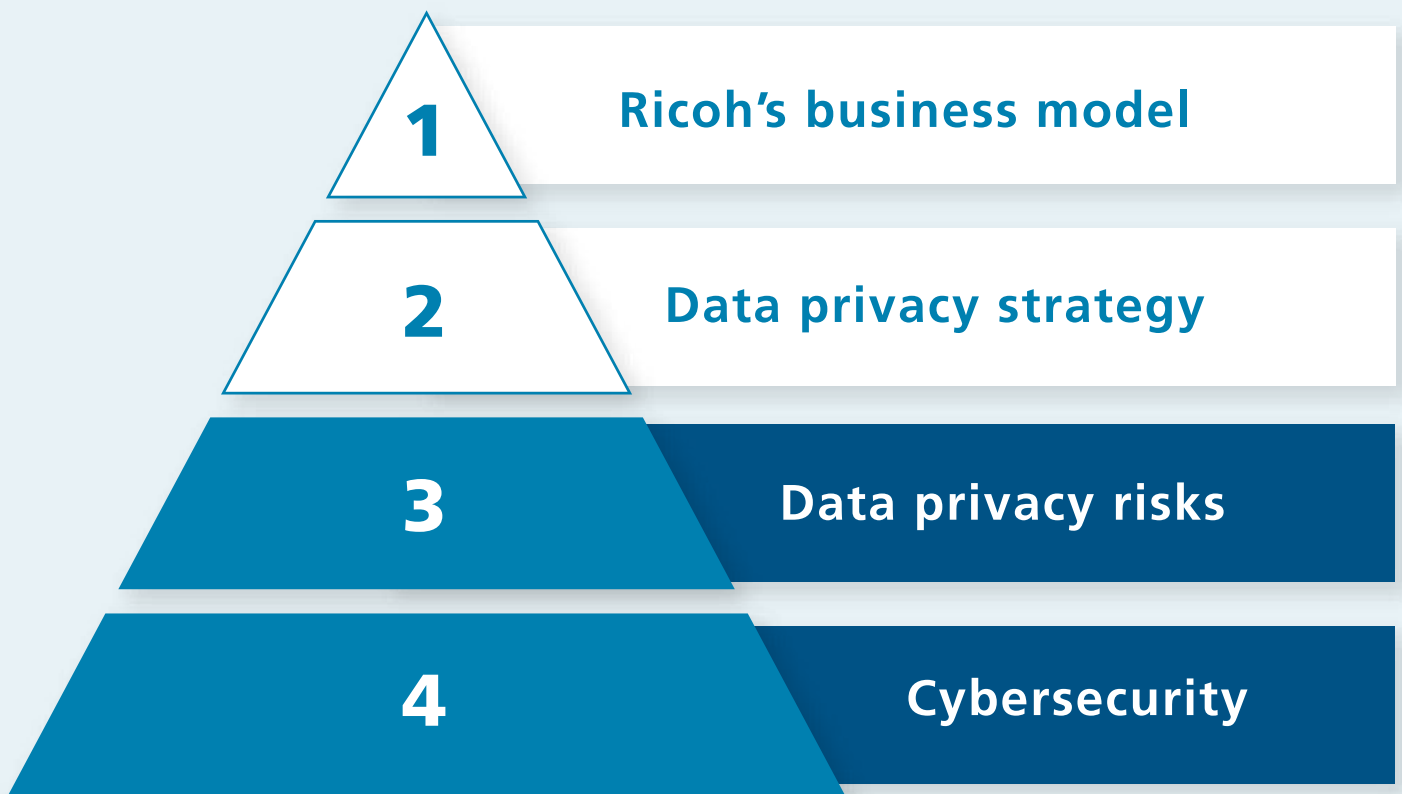 1
Ricoh’s business model
2
Data privacy strategy
3
Data privacy risks
4
Cybersecurity